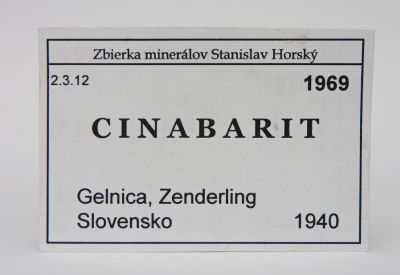 Zbierka minerálov Stanislav Horský
2.3.12 1969
CINABARIT
Gelnica, Zenderling
Slovensko 1940